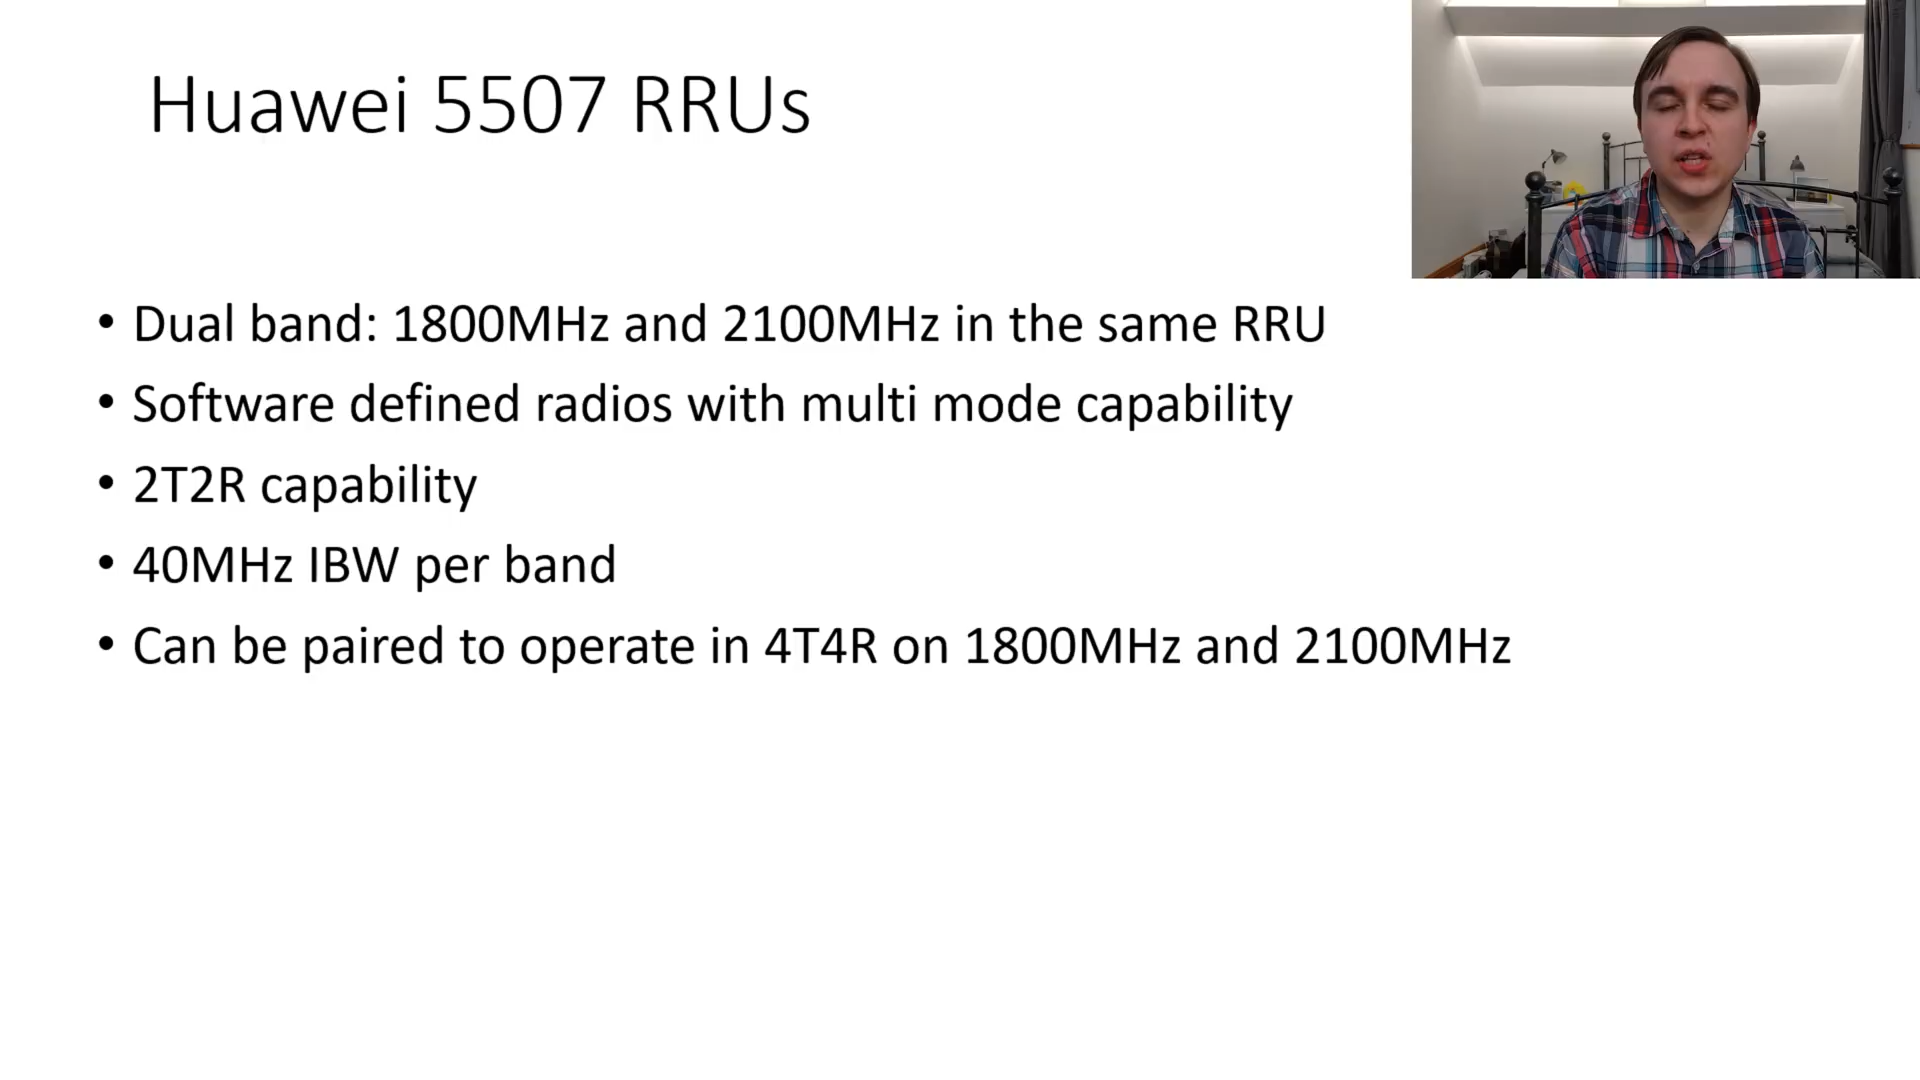 Huawei 5507 RRUs
• Dual band: 1800MHz and 2100MHz in the same RRU
• Software defined radios with multi mode capability
• 2T2R capability
• 40MHz IBW per band
• Can be paired to operate in 4T4R on 1800MHz and 2100MHz